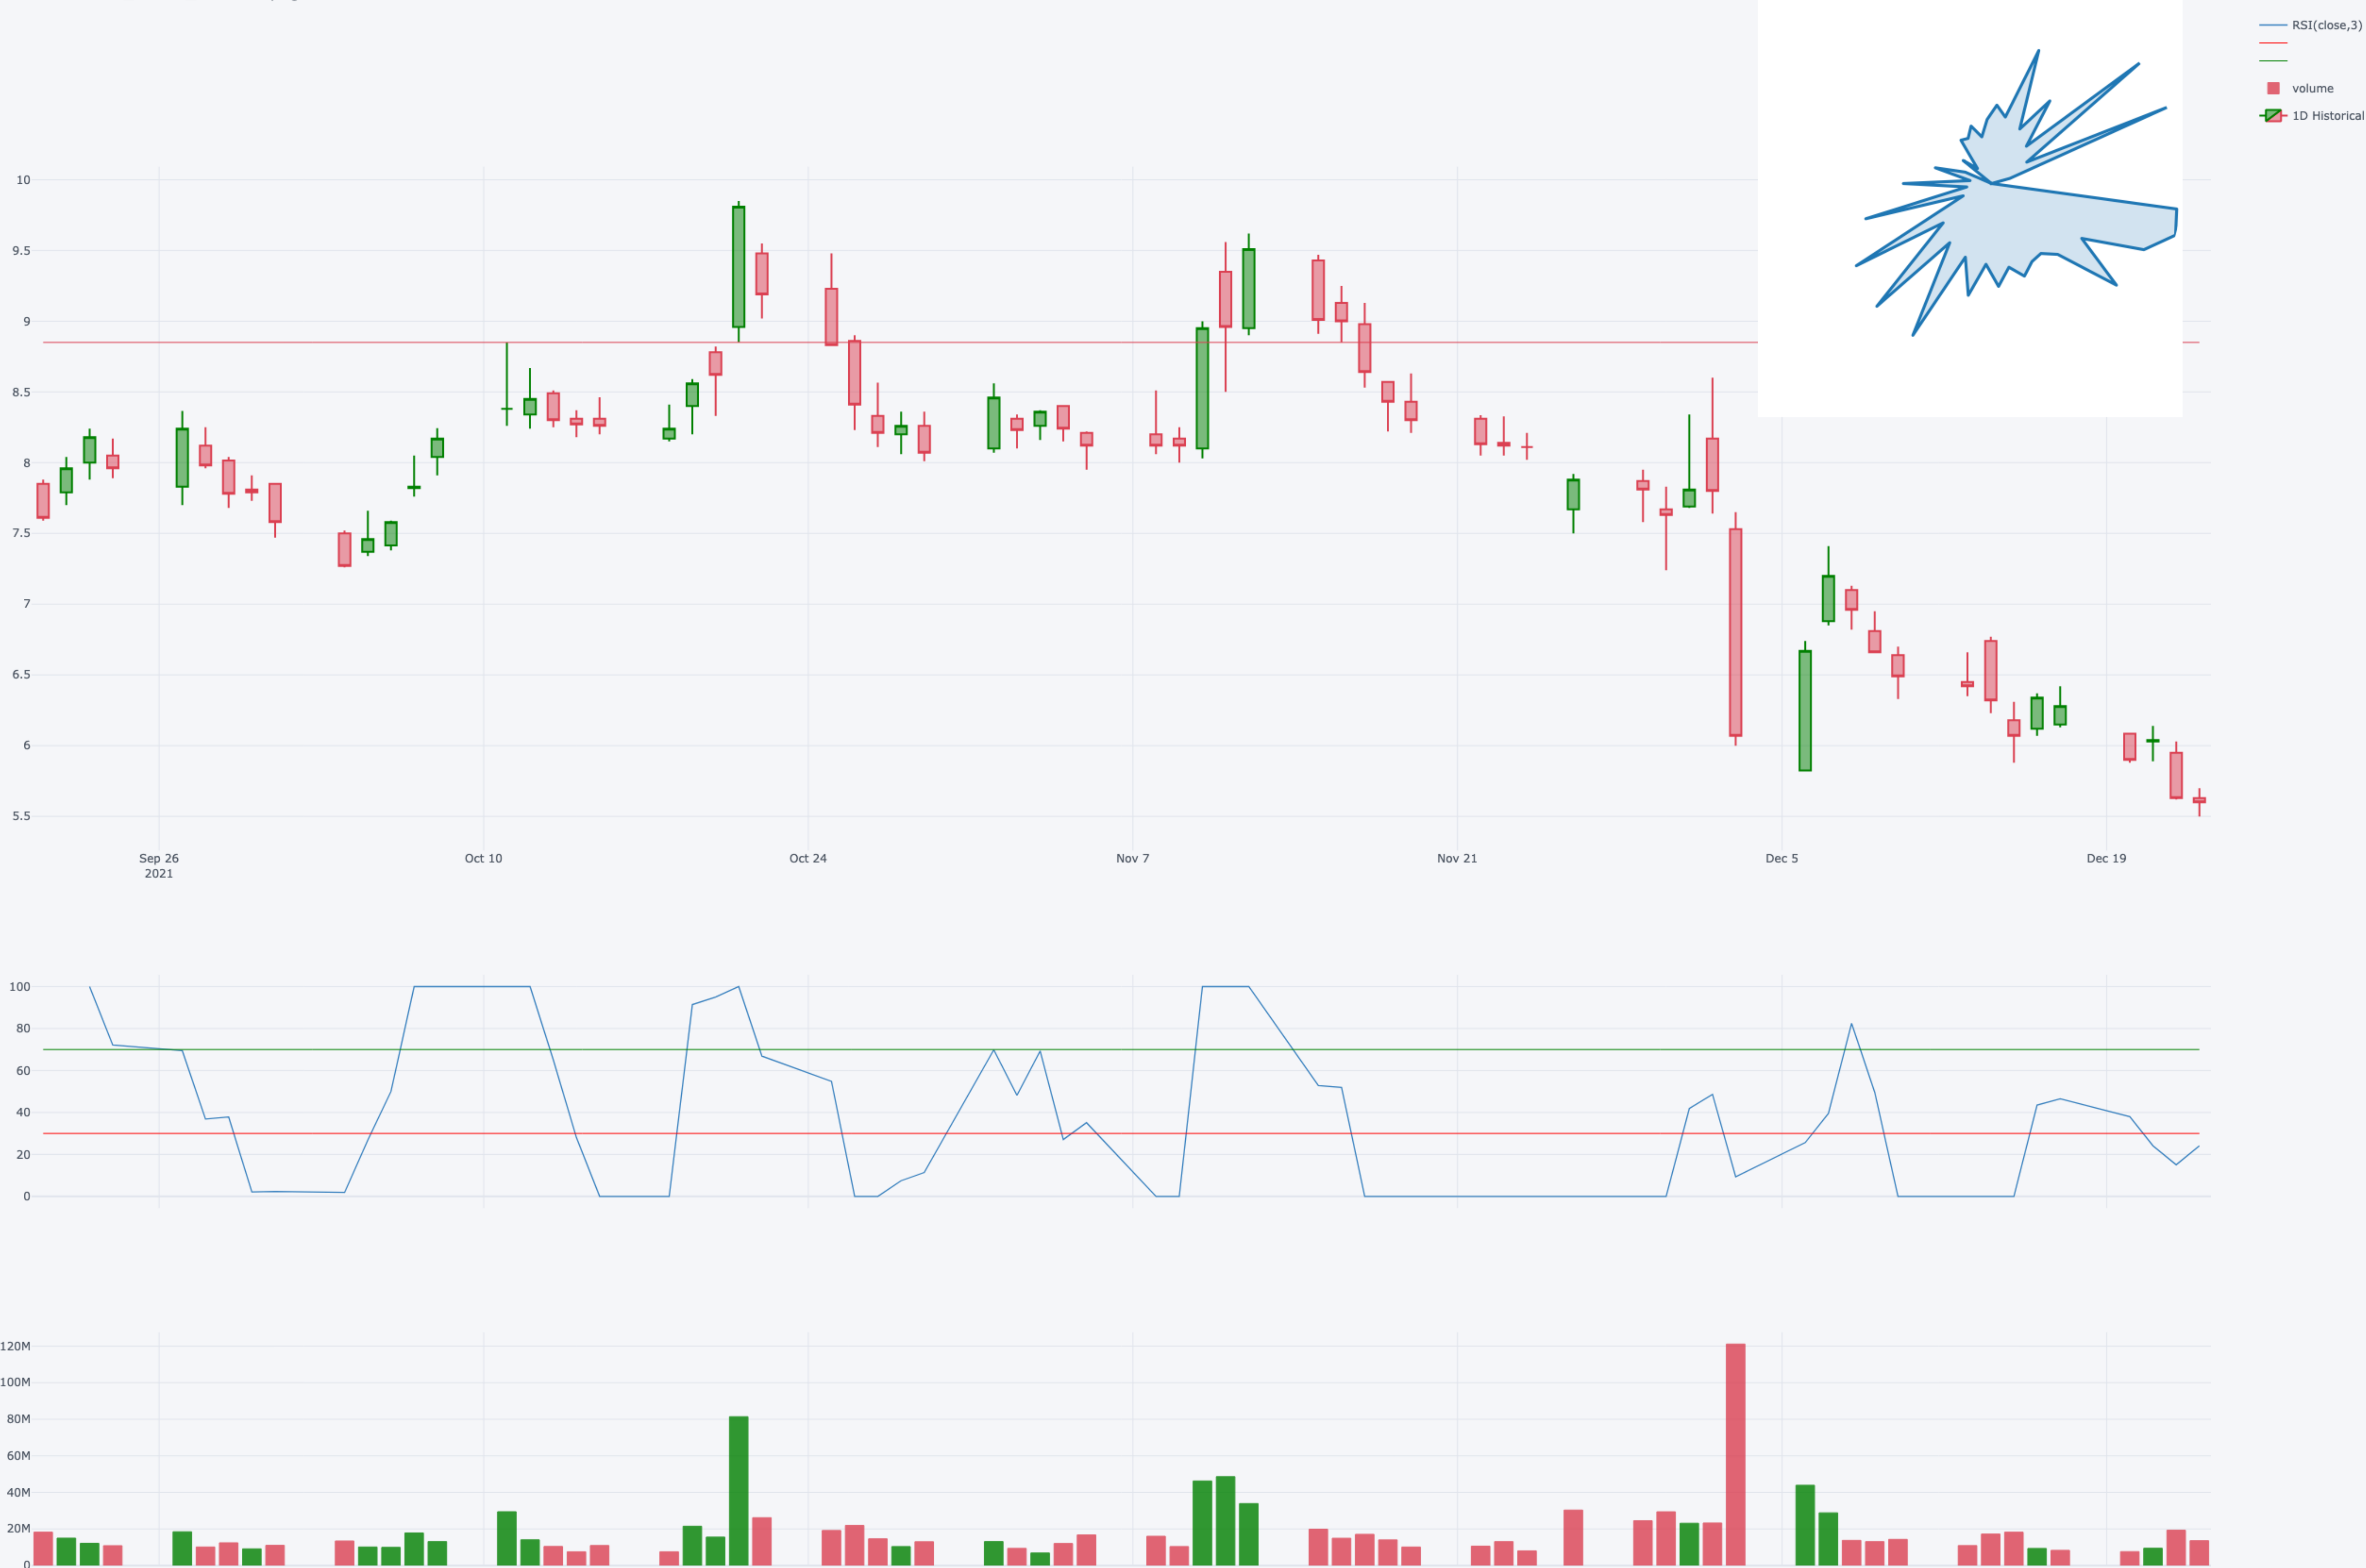 RSI(close,3)
volume
1D Historical
10
9.5
9
8.5
8
7.5
7
6.5
6
5.5
Sep 26
2021
Oct 10
Oct 24
Nov 7
Nov 21
Dec 5
Dec 19
100
80
60
40
20
0
120M
100M
80M
60M
40M
20M
0